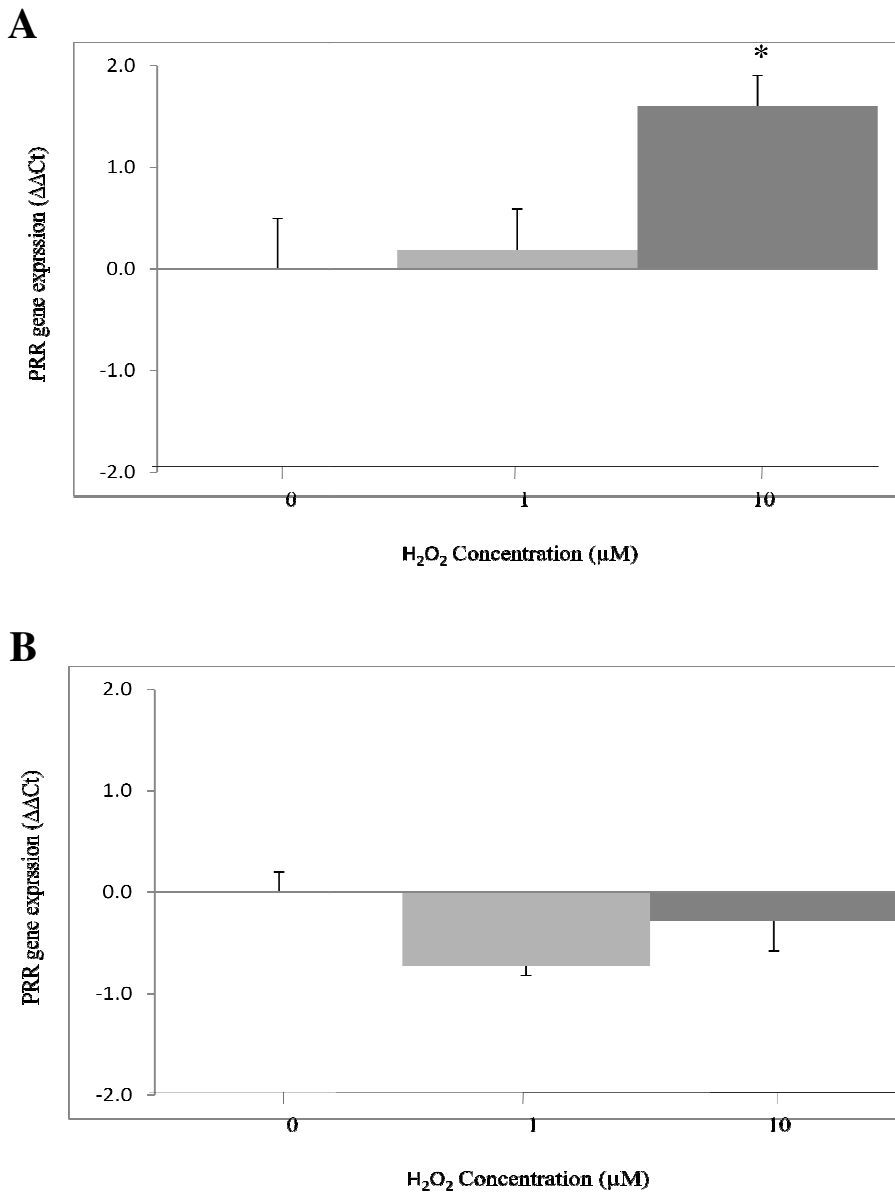 A
*
2.0
1.0
0.0
-1.0
-2.0
PRR gene exprssion (ΔΔCt)
0 1 10
H₂O₂ Concentration (µM)
B
2.0
1.0
0.0
-1.0
-2.0
PRR gene exprssion (ΔΔCt)
0 1 10
H₂O₂ Concentration (µM)